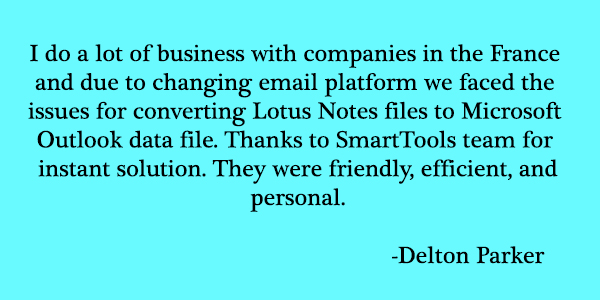 I do a lot of business with companies in the France
and due to changing email platform we faced the
issues for converting Lotus Notes files to Microsoft
Outlook data file. Thanks to SmartTools team for
instant solution. They were friendly, efficient, and
personal.
-Delton Parker